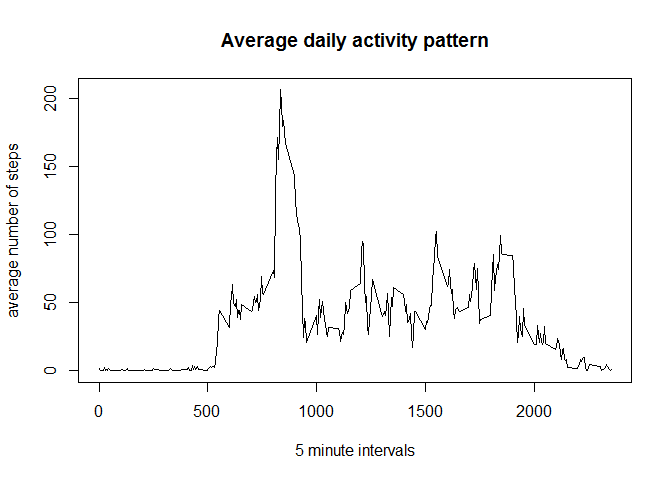 Average daily activity pattern
average number of steps
200
150
100
50
0
0 500 1000 1500 2000
5 minute intervals